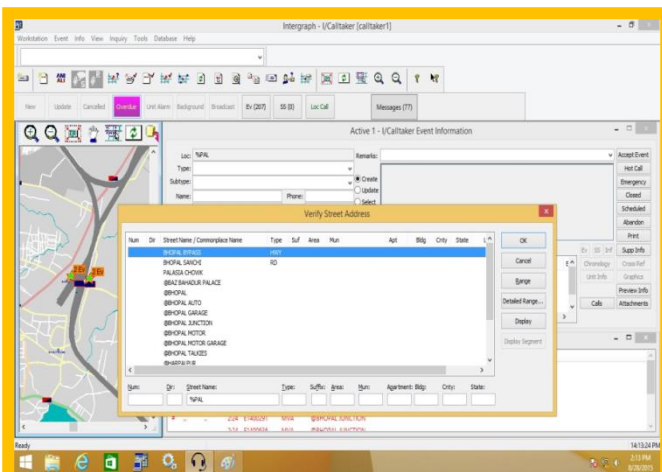 Intergraph - I/Calltaker [calltaker1]
Workstation Event Info View Inquiry Tools Database Help
New Update Cancelled Overdue Unit Alarm Background Broadcast Ev (207) SS (0) Loc Call Messages (77)
Active 1 - I/Calltaker Event Information
Loc: %PAL Remarks: Accept Event
Type: Hot Call
Subtype: Create Emergency
Update Closed
Name: Phone: Select Scheduled
Abandon
Print
Ev SS Inf Supp Info
Chronology Cross Ref
Unit Info Graphics
Preview Info
Calls Attachments
Verify Street Address
Num Dir Street Name / Commonplace Name Type Suf Area Mun Apt Bldg Cnty State
BHOPAL BYPASS HWY
BHOPAL SANCHI RD
PALASIA CHOWK
@BAZ BAHADUR PALACE
@BHOPAL
@BHOPAL AUTO
@BHOPAL GARAGE
@BHOPAL JUNCTION
@BHOPAL MOTOR
@BHOPAL MOTOR GARAGE
@BHOPAL TALKIES
@HARPALPUR
OK
Cancel
Range
Detailed Range...
Display
Display Segment
Num: Dir: Street Name: Type: Suffix: Area: Mun: Apartment: Bldg: Cnty: State:
%PAL
@BHOPAL JUNCTION
Ready 14:13:24 PM
2:13 PM
8/28/2015